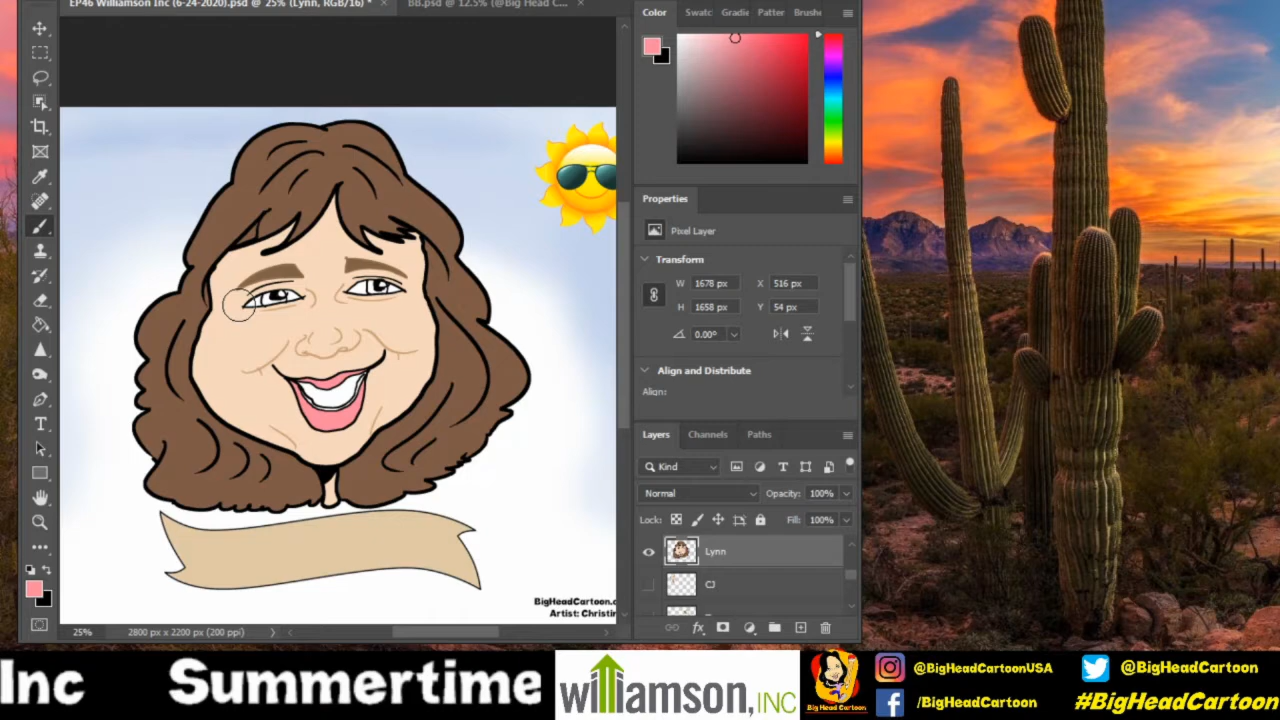 EP46 Williamson Inc (6-24-2020).psd @ 25% (Lynn, RGB/16) *
BB.psd @ 12.5% (@Big Head C...
Color Swatc Gradie Patter Brushe
Properties
Pixel Layer
Transform
W 1678 px X 516 px
H 1658 px Y 54 px
0.00°
Align and Distribute
Align:
Layers Channels Paths
Kind
Normal Opacity: 100%
Lock: Fill: 100%
Lynn
CJ
fx
BigHeadCartoon.c
Artist: Christin
25% 2800 px x 2200 px (200 ppi)
Inc Summertime
williamson, INC
Big Head Cartoon
@BigHeadCartoonUSA
/BigHeadCartoon
@BigHeadCartoon
#BigHeadCartoon